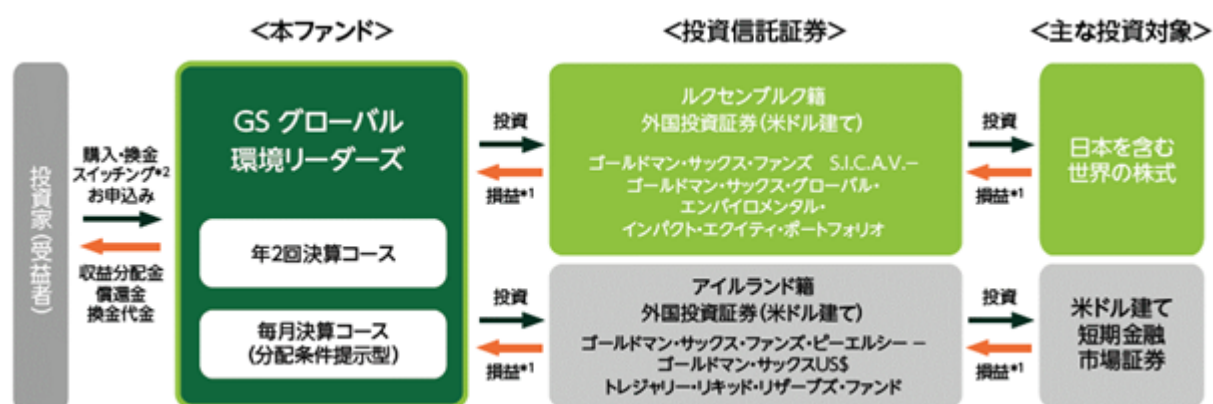 ＜本ファンド＞
＜投資信託証券＞
＜主な投資対象＞
投資家（受益者）
購入・換金
スイッチング*2
お申込み
収益分配金
償還金
換金代金
GS グローバル
環境リーダーズ
年2回決算コース
毎月決算コース
（分配条件提示型）
投資
損益*1
ルクセンブルク籍
外国投資証券（米ドル建て）
ゴールドマン・サックス・ファンズ　S.I.C.A.V.－
ゴールドマン・サックス・グローバル・
エンバイロメンタル・
インパクト・エクイティ・ポートフォリオ
投資
損益*1
日本を含む
世界の株式
投資
損益*1
アイルランド籍
外国投資証券（米ドル建て）
ゴールドマン・サックス・ファンズ・ピーエルシー －
ゴールドマン・サックスUS$
トレジャリー・リキッド・リザーブズ・ファンド
投資
損益*1
米ドル建て
短期金融
市場証券